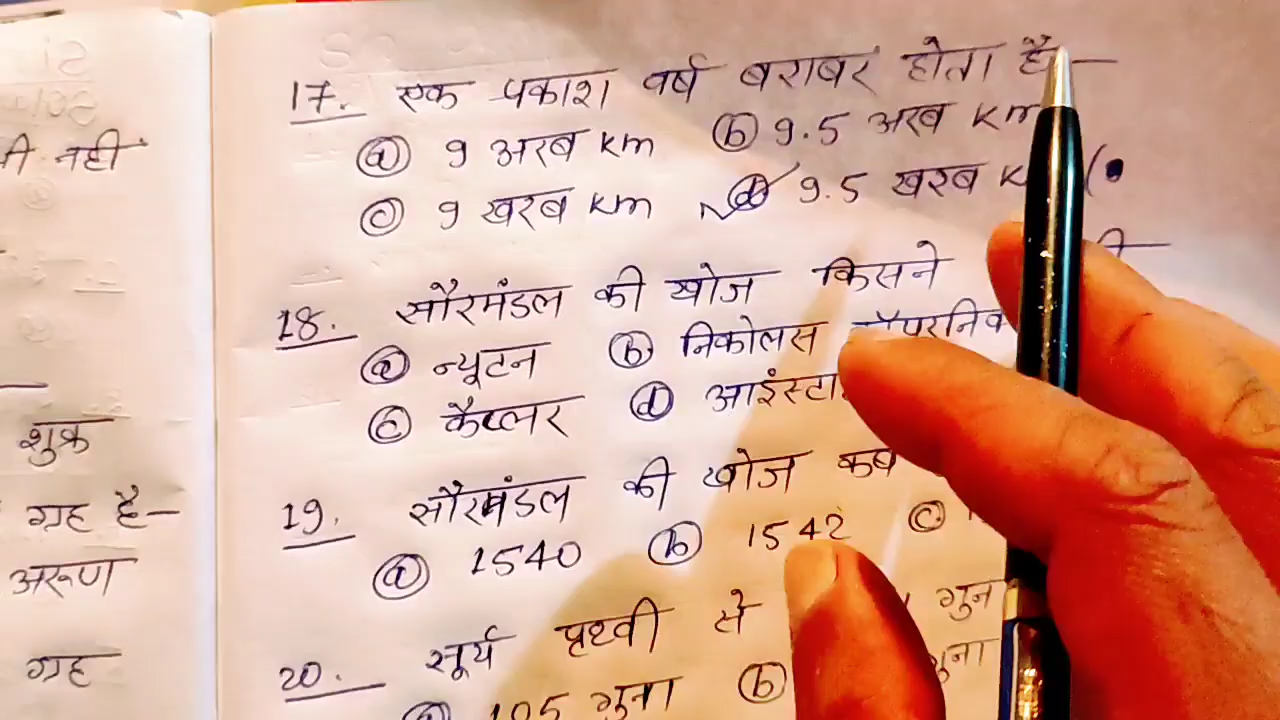 नहीं
शुक्र
ग्रह है-
अरूण
ग्रह
17. एक प्रकाश वर्ष बराबर होता है-
(a) 9 अरब km (b) 9.5 अरब km
(c) 9 खरब km (d) 9.5 खरब
18. सौरमंडल की खोज किसने
(a) न्यूटन (b) निकोलस
(c) कैप्लर (d)
19. सौरमंडल की खोज कब
(a) 1540 (b) 1542 (c)
20. सूर्य पृथ्वी से गुना
(a) 105 गुना (b) गुना